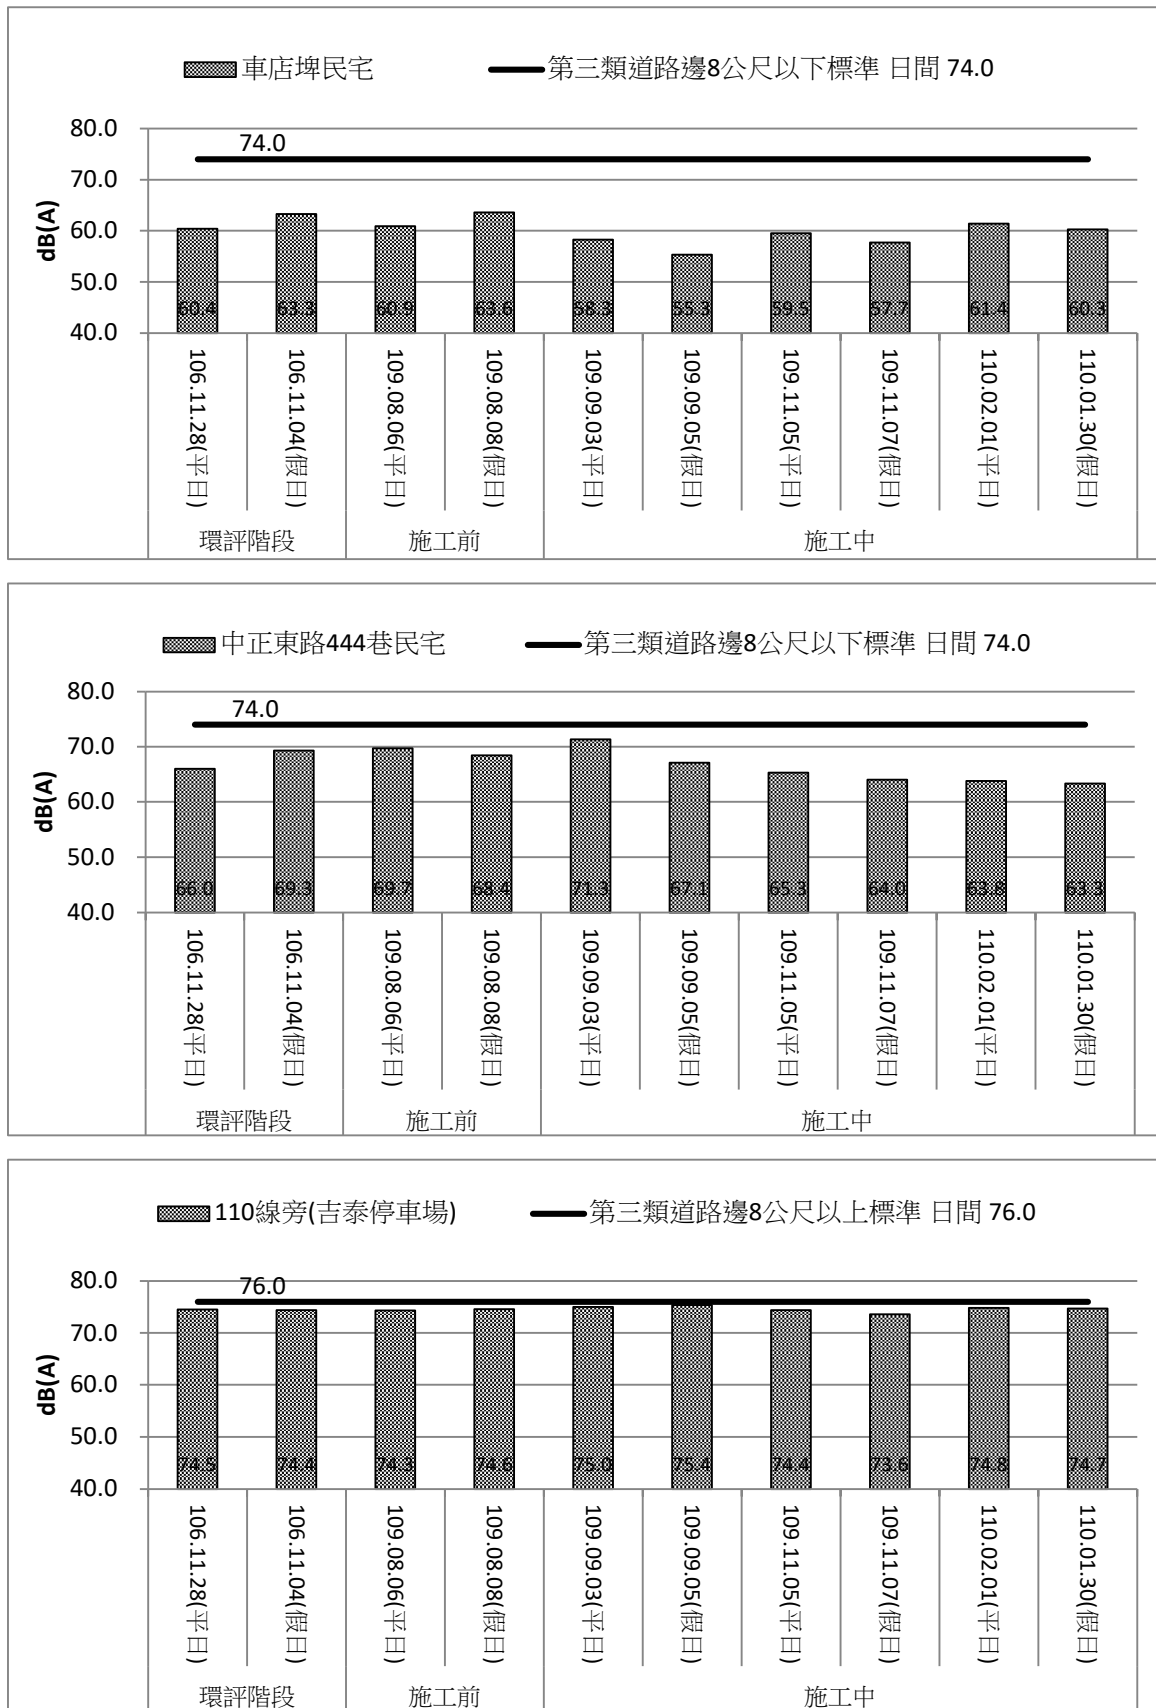 車店埤民宅 第三類道路邊8公尺以下標準 日間 74.0
80.0
74.0
70.0
60.0
50.0
40.0
dB(A)
60.4 63.3 60.9 63.6 58.3 55.3 59.5 57.7 61.4 60.3
106.11.28(平日) 106.11.04(假日) 109.08.06(平日) 109.08.08(假日) 109.09.03(平日) 109.09.05(假日) 109.11.05(平日) 109.11.07(假日) 110.02.01(平日) 110.01.30(假日)
環評階段 施工前 施工中
中正東路444巷民宅 第三類道路邊8公尺以下標準 日間 74.0
80.0
74.0
70.0
60.0
50.0
40.0
dB(A)
66.0 69.3 69.7 68.4 71.3 67.1 65.3 64.0 63.8 63.3
106.11.28(平日) 106.11.04(假日) 109.08.06(平日) 109.08.08(假日) 109.09.03(平日) 109.09.05(假日) 109.11.05(平日) 109.11.07(假日) 110.02.01(平日) 110.01.30(假日)
環評階段 施工前 施工中
110線旁(吉泰停車場) 第三類道路邊8公尺以上標準 日間 76.0
80.0
76.0
70.0
60.0
50.0
40.0
dB(A)
74.5 74.4 74.3 74.6 75.0 75.4 74.4 73.6 74.8 74.7
106.11.28(平日) 106.11.04(假日) 109.08.06(平日) 109.08.08(假日) 109.09.03(平日) 109.09.05(假日) 109.11.05(平日) 109.11.07(假日) 110.02.01(平日) 110.01.30(假日)
環評階段 施工前 施工中